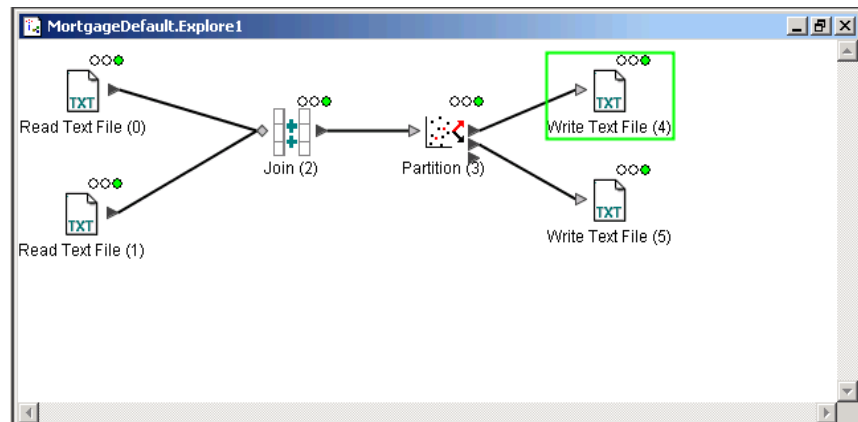 MortgageDefault.Explore1
TXT
Read Text File (0)
TXT
Read Text File (1)
Join (2)
Partition (3)
TXT
Write Text File (4)
TXT
Write Text File (5)